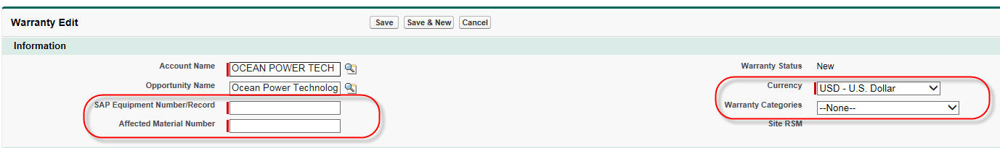 Warranty Edit
Save Save & New Cancel
Information
Account Name OCEAN POWER TECH
Warranty Status New
Opportunity Name Ocean Power Technolog
Currency USD - U.S. Dollar
SAP Equipment Number/Record
Warranty Categories --None--
Affected Material Number
Site RSM